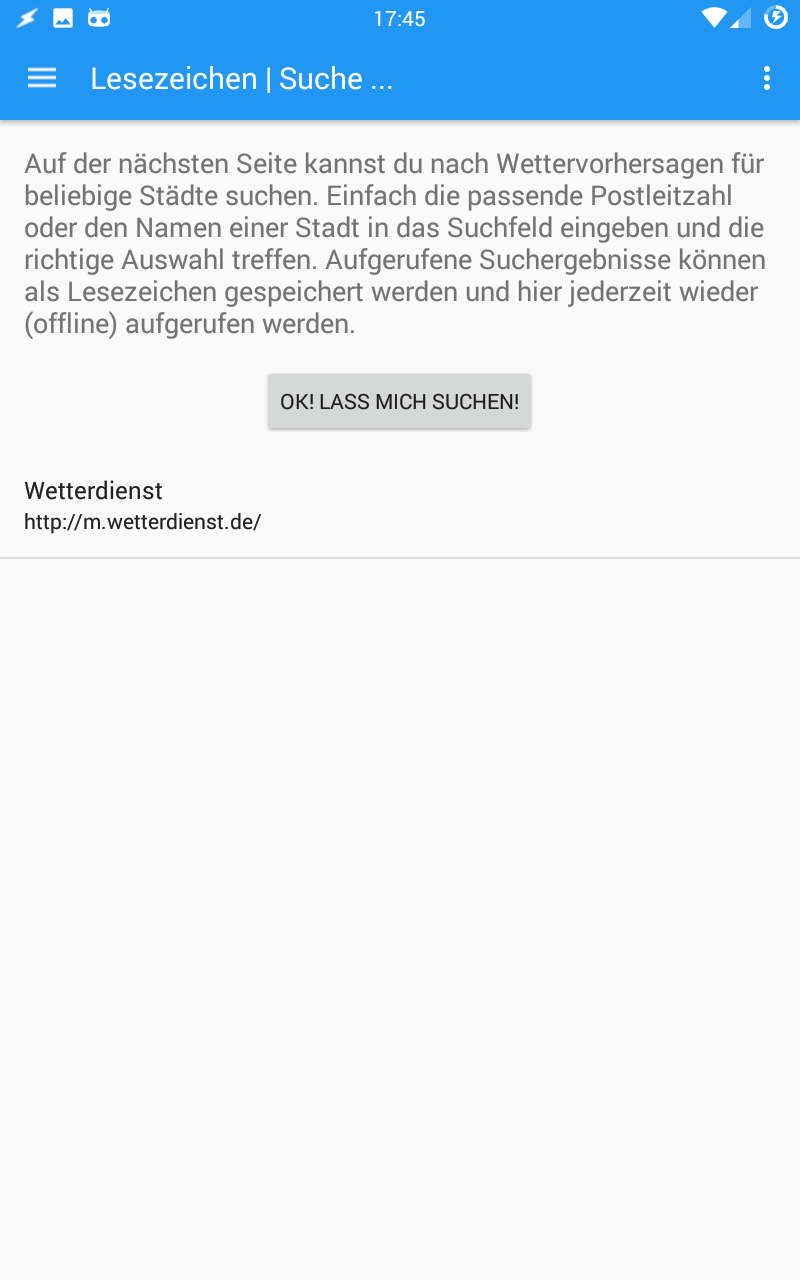 17:45
Lesezeichen | Suche ...
Auf der nächsten Seite kannst du nach Wettervorhersagen für
beliebige Städte suchen. Einfach die passende Postleitzahl
oder den Namen einer Stadt in das Suchfeld eingeben und die
richtige Auswahl treffen. Aufgerufene Suchergebnisse können
als Lesezeichen gespeichert werden und hier jederzeit wieder
(offline) aufgerufen werden.
OK! LASS MICH SUCHEN!
Wetterdienst
http://m.wetterdienst.de/